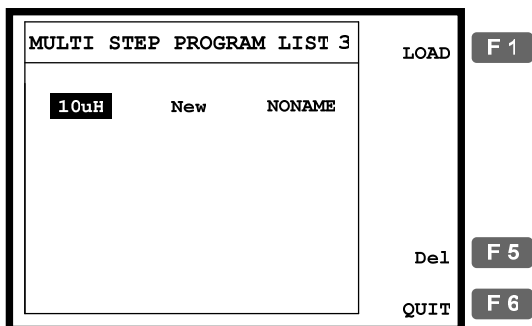 MULTI STEP PROGRAM LIST 3
LOAD F 1
10uH New NONAME
Del F 5
QUIT F 6